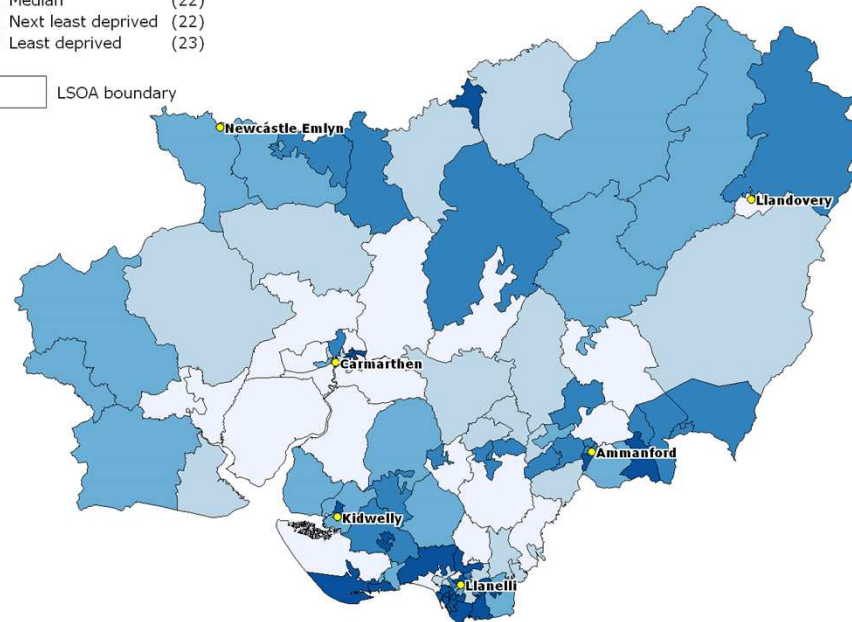 Median (22)
Next least deprived (22)
Least deprived (23)
LSOA boundary
Newcastle Emlyn
Llandovery
Carmarthen
Ammanford
Kidwelly
Llanelli